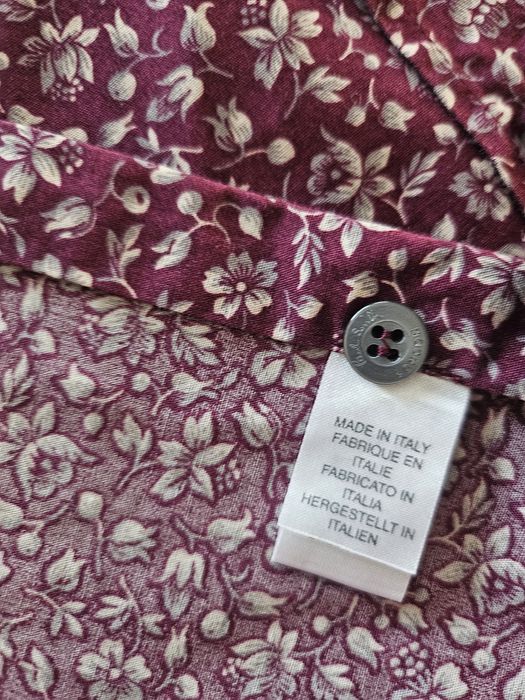 MADE IN ITALY
FABRIQUE EN
ITALIE
FABRICATO IN
ITALIA
HERGESTELLT IN
ITALIEN